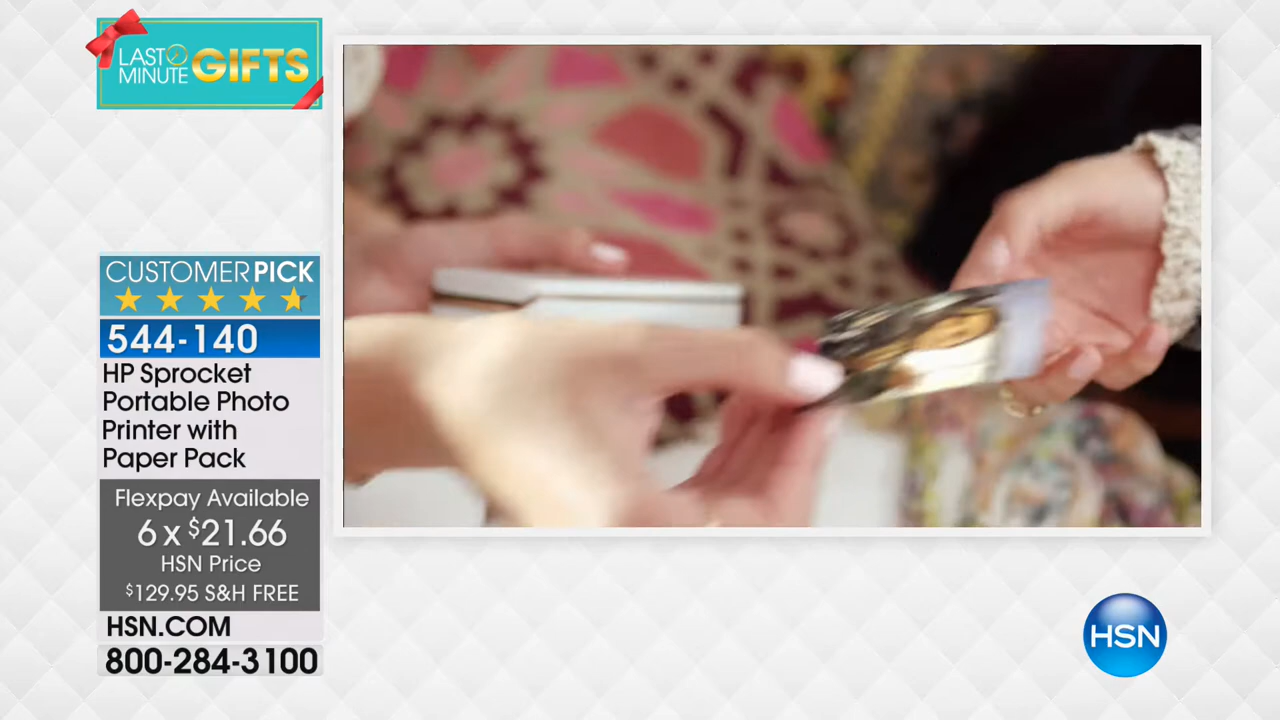 LAST
MINUTE GIFTS
CUSTOMER PICK
544-140
HP Sprocket
Portable Photo
Printer with
Paper Pack
Flexpay Available
6 x $21.66
HSN Price
$129.95 S&H FREE
HSN.COM
800-284-3100
HSN